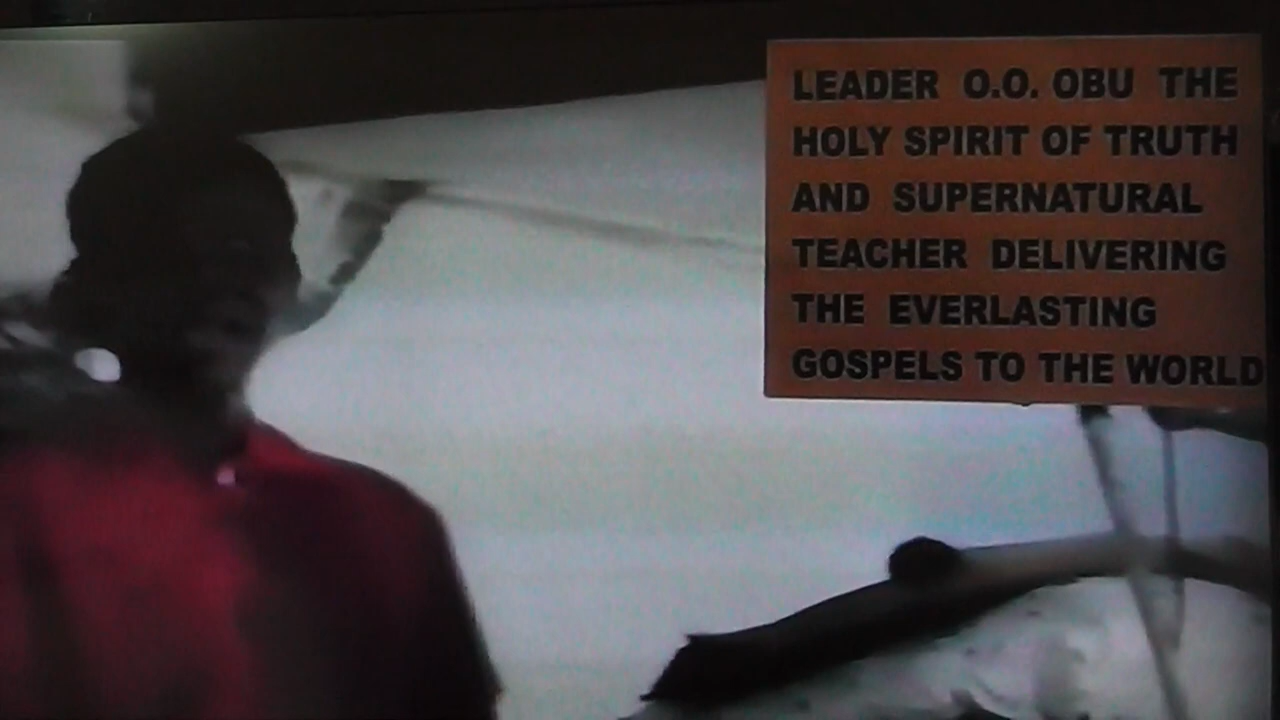 LEADER O.O. OBU THE
HOLY SPIRIT OF TRUTH
AND SUPERNATURAL
TEACHER DELIVERING
THE EVERLASTING
GOSPELS TO THE WORLD